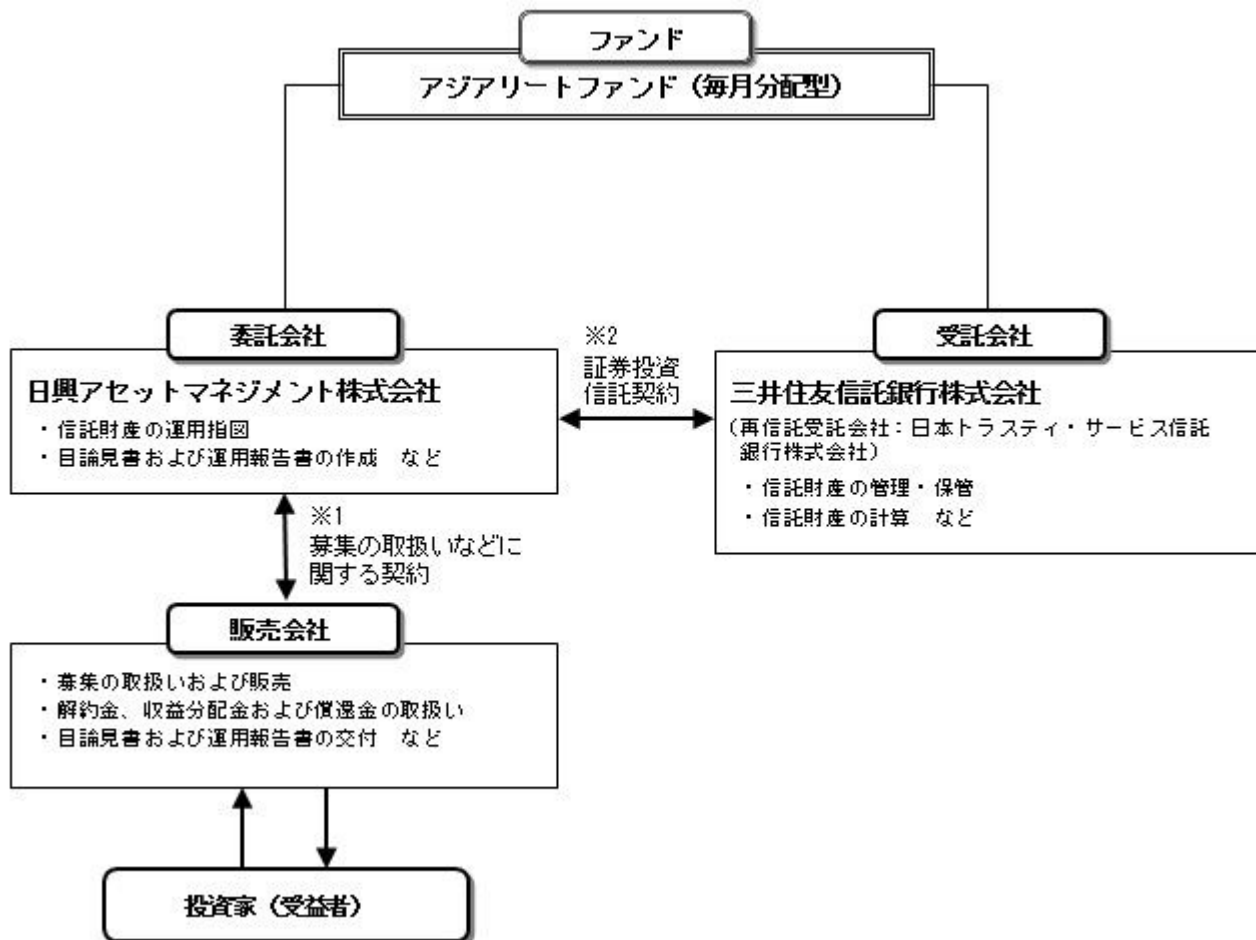 ファンド
アジアリートファンド（毎月分配型）
委託会社
日興アセットマネジメント株式会社
・信託財産の運用指図
・目論見書および運用報告書の作成　など
※2
証券投資
信託契約
受託会社
三井住友信託銀行株式会社
（再信託受託会社：日本トラスティ・サービス信託
銀行株式会社）
・信託財産の管理・保管
・信託財産の計算　など
※1
募集の取扱いなどに
関する契約
販売会社
・募集の取扱いおよび販売
・解約金、収益分配金および償還金の取扱い
・目論見書および運用報告書の交付　など
投資家（受益者）